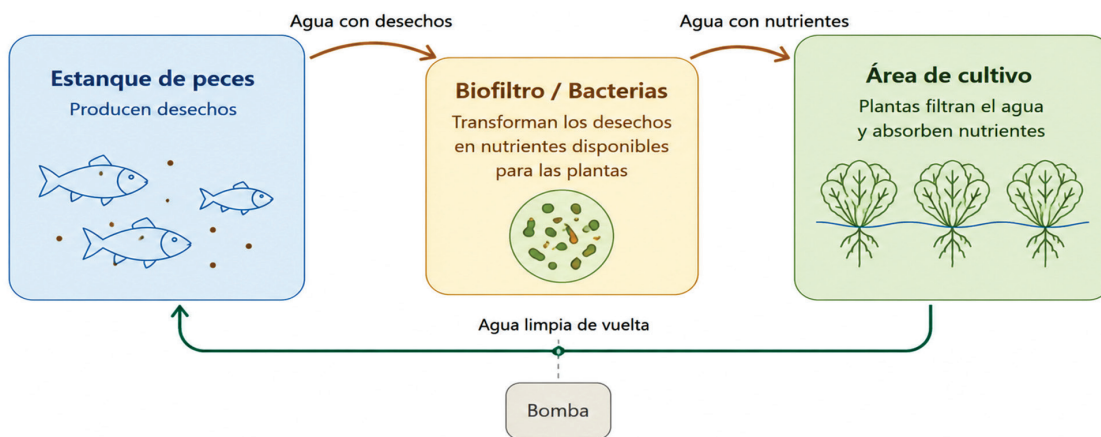 Agua con desechos
Agua con nutrientes
Estanque de peces
Producen desechos
Biofiltro / Bacterias
Transforman los desechos
en nutrientes disponibles
para las plantas
Área de cultivo
Plantas filtran el agua
y absorben nutrientes
Agua limpia de vuelta
Bomba